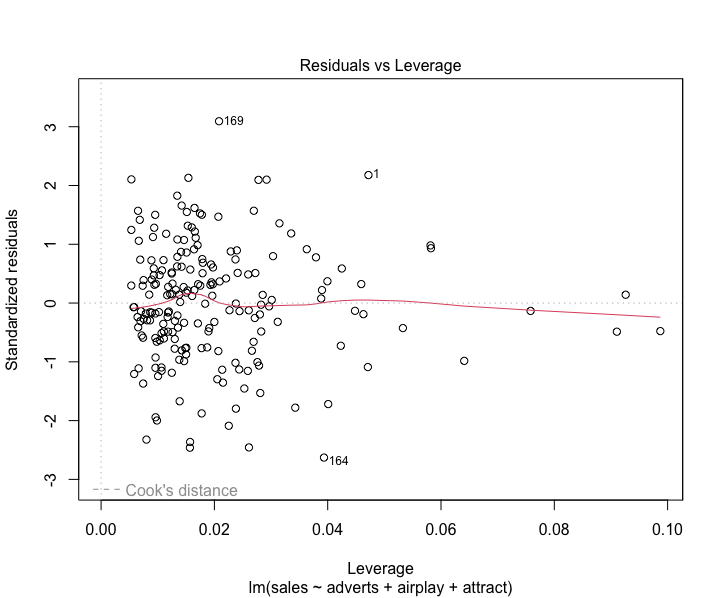 Residuals vs Leverage
Standardized residuals
3
2
1
0
-1
-2
-3
169
1
164
Cook's distance
0.00 0.02 0.04 0.06 0.08 0.10
Leverage
lm(sales ~ adverts + airplay + attract)